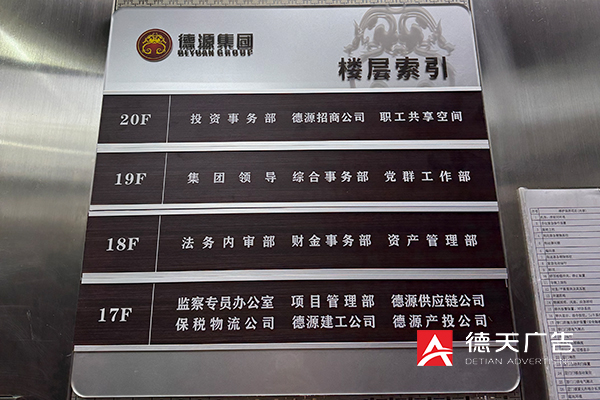 德源集团
DEYUAN GROUP
楼层索引
20F 投资事务部 德源招商公司 职工共享空间
19F 集团领导 综合事务部 党群工作部
18F 法务内审部 财金事务部 资产管理部
17F 监察专员办公室 项目管理部 德源供应链公司
保税物流公司 德源建工公司 德源产投公司
德天广告
DETIAN ADVERTISING